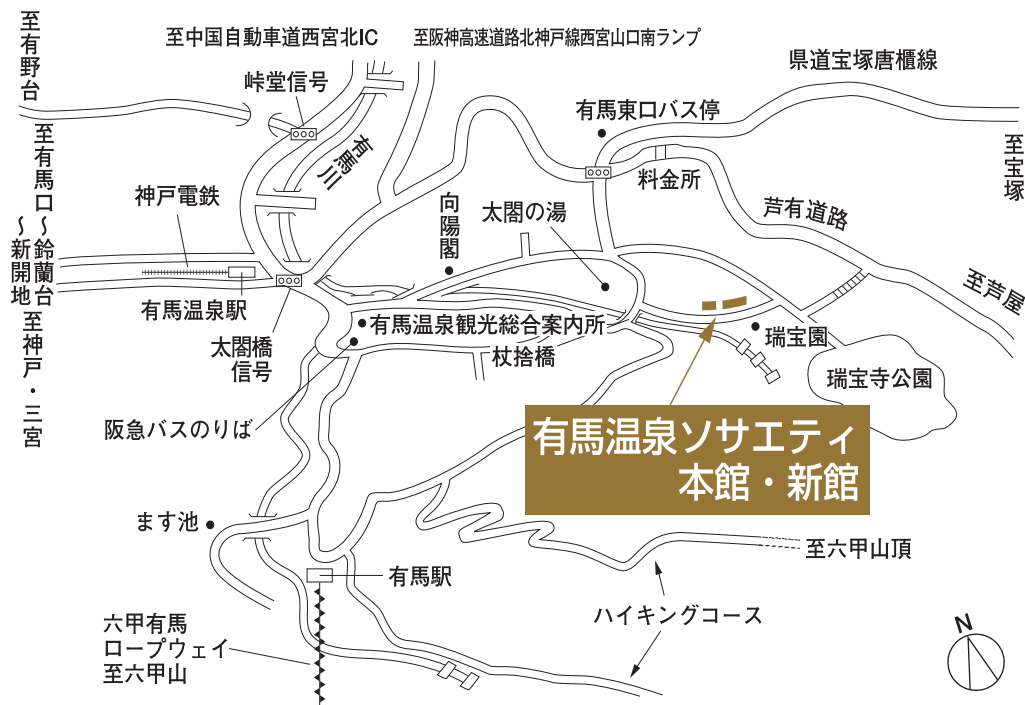 至有野台
至中国自動車道西宮北IC
至阪神高速道路北神戸線西宮山口南ランプ
県道宝塚唐櫃線
峠堂信号
有馬東口バス停
至有馬口～鈴蘭台
～新開地
有馬川
至宝塚
料金所
神戸電鉄
向陽閣
太閤の湯
芦有道路
至芦屋
有馬温泉駅
有馬温泉観光総合案内所
瑞宝園
太閤橋
信号
杖捨橋
至神戸・三宮
瑞宝寺公園
阪急バスのりば
有馬温泉ソサエティ
本館・新館
ます池
至六甲山頂
有馬駅
ハイキングコース
六甲有馬
ロープウェイ
至六甲山
N